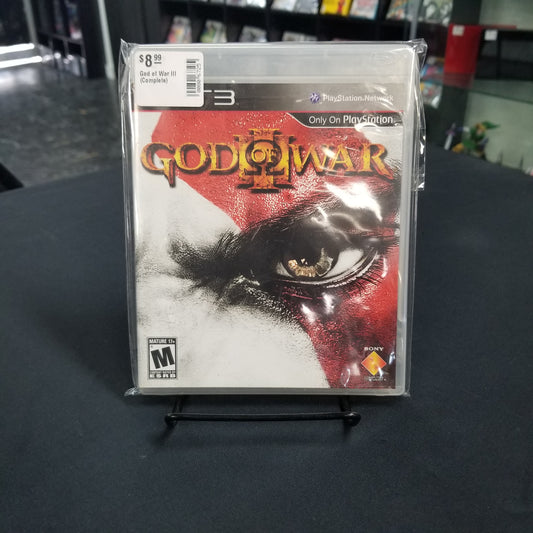 $8.99
God of War III
(Complete)
PS3
PlayStation Network
Only On PlayStation
GOD OF WAR
III
MATURE 17+
M
ESRB
SONY